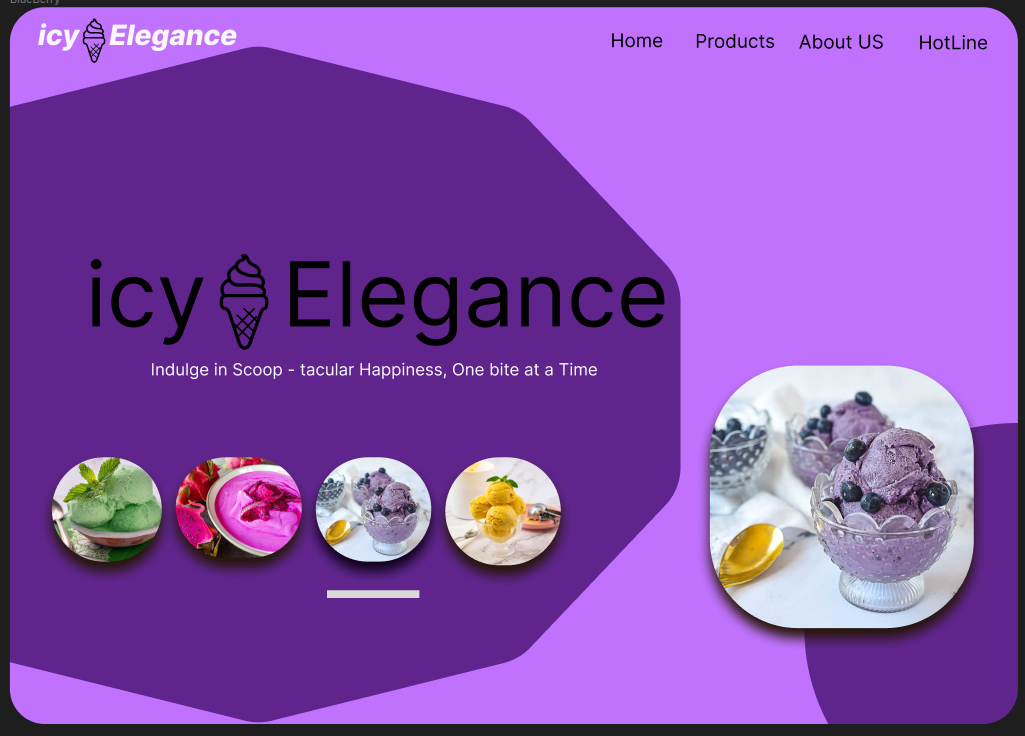 BlueBerry
icy Elegance
Home Products About US HotLine
icy Elegance
Indulge in Scoop - tacular Happiness, One bite at a Time